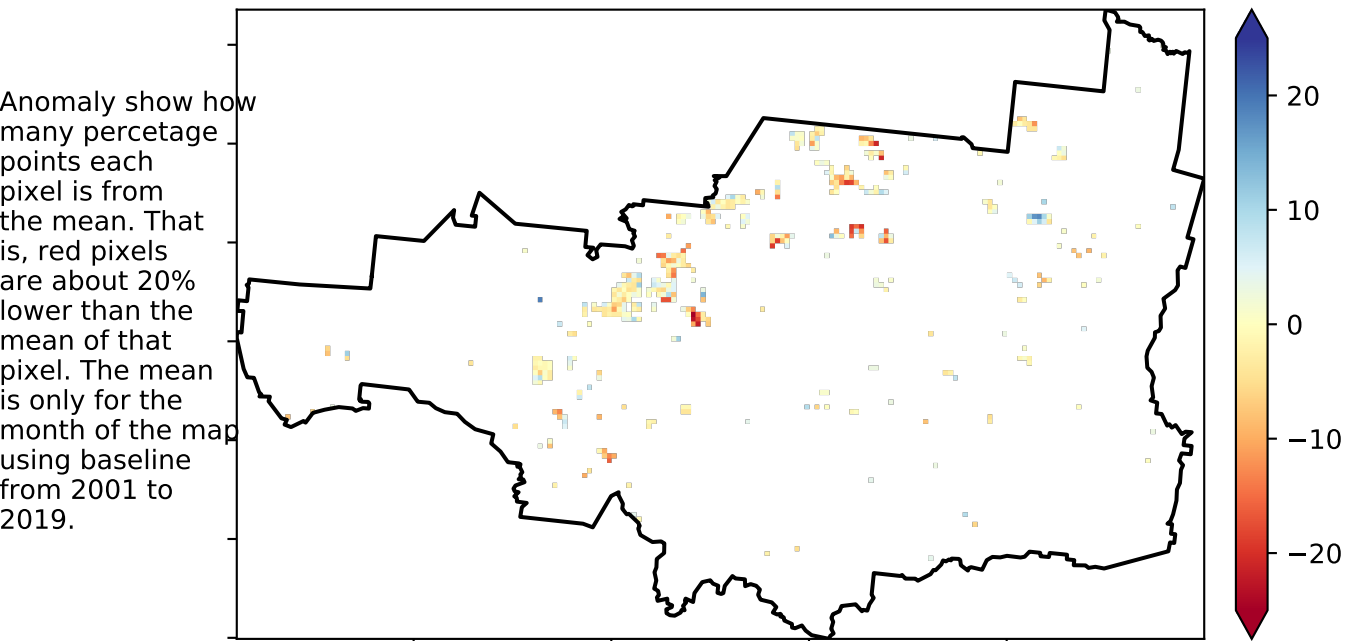 Anomaly show how
many percetage
points each
pixel is from
the mean. That
is, red pixels
are about 20%
lower than the
mean of that
pixel. The mean
is only for the
month of the map
using baseline
from 2001 to
2019.
20
10
0
−10
−20